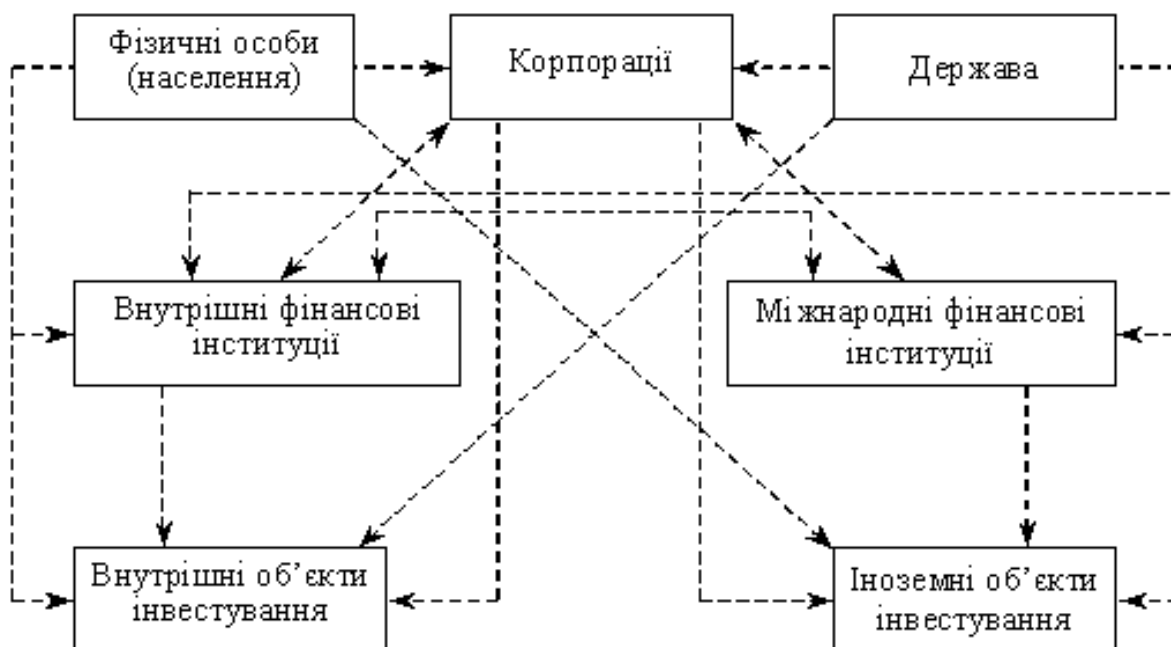 Фізичні особи
(населення)
Корпорації
Держава
Внутрішні фінансові
інституції
Міжнародні фінансові
інституції
Внутрішні об’єкти
інвестування
Іноземні об’єкти
інвестування